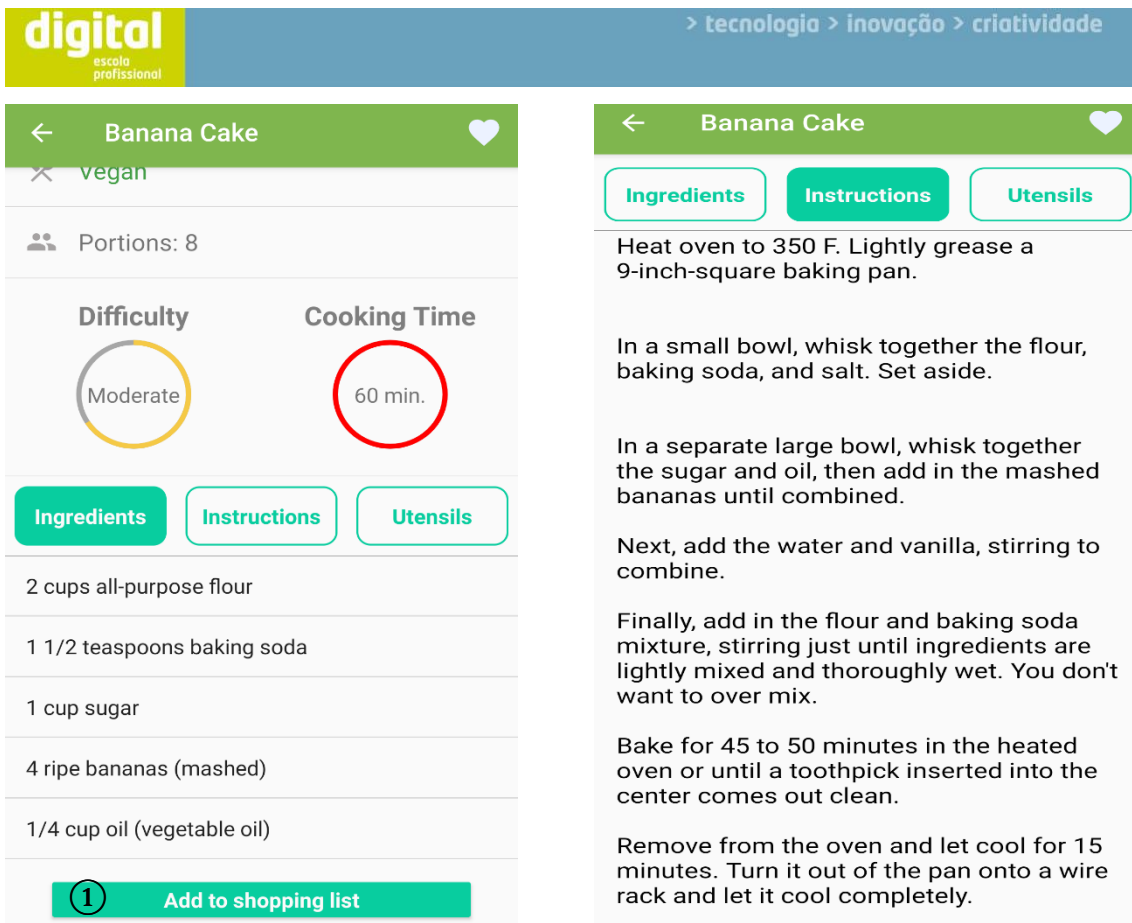 digital
escola
profissional
> tecnologia > inovação > criatividade
Banana Cake
Vegan
Portions: 8
Difficulty
Cooking Time
Moderate
60 min.
Ingredients
Instructions
Utensils
2 cups all-purpose flour
1 1/2 teaspoons baking soda
1 cup sugar
4 ripe bananas (mashed)
1/4 cup oil (vegetable oil)
1 Add to shopping list
Banana Cake
Ingredients
Instructions
Utensils
Heat oven to 350 F. Lightly grease a
9-inch-square baking pan.
In a small bowl, whisk together the flour,
baking soda, and salt. Set aside.
In a separate large bowl, whisk together
the sugar and oil, then add in the mashed
bananas until combined.
Next, add the water and vanilla, stirring to
combine.
Finally, add in the flour and baking soda
mixture, stirring just until ingredients are
lightly mixed and thoroughly wet. You don't
want to over mix.
Bake for 45 to 50 minutes in the heated
oven or until a toothpick inserted into the
center comes out clean.
Remove from the oven and let cool for 15
minutes. Turn it out of the pan onto a wire
rack and let it cool completely.